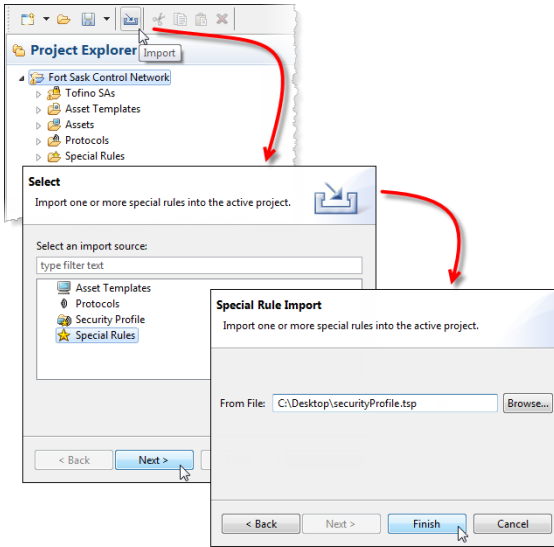 Project Explorer
Import
Fort Sask Control Network
Tofino SAs
Asset Templates
Assets
Protocols
Special Rules
Select
Import one or more special rules into the active project.
Select an import source:
type filter text
Asset Templates
Protocols
Security Profile
Special Rules
< Back
Next >
Special Rule Import
Import one or more special rules into the active project.
From File:
C:\Desktop\securityProfile.tsp
Browse...
< Back
Next >
Finish
Cancel